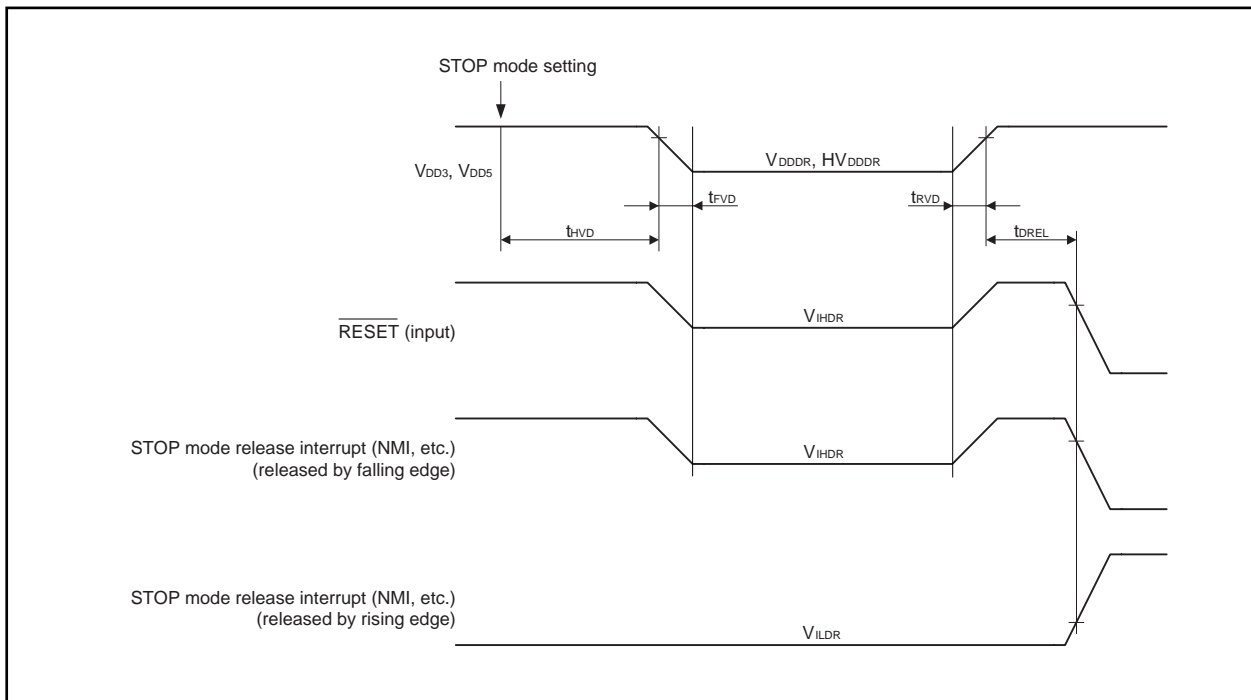 STOP mode setting
VDD3, VDD5
VDDDR, HVDDDR
tFVD
tRVD
tHVD
tDREL
RESET (input)
VIHDR
STOP mode release interrupt (NMI, etc.)
(released by falling edge)
VIHDR
STOP mode release interrupt (NMI, etc.)
(released by rising edge)
VILDR